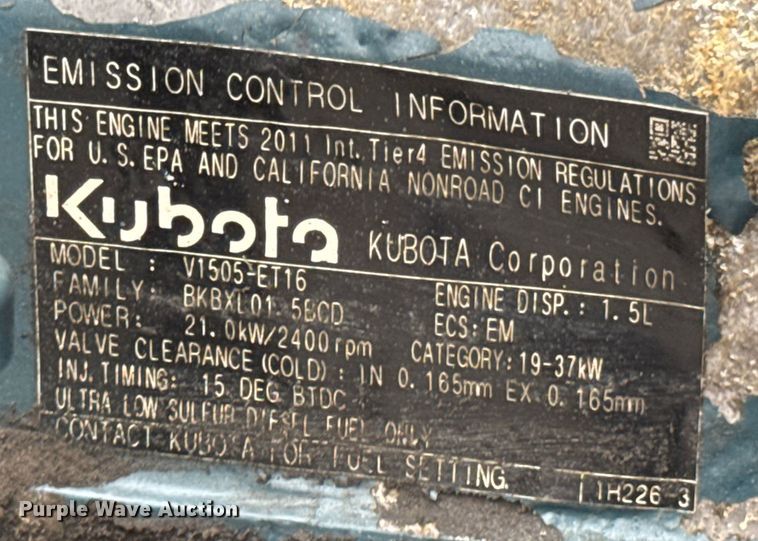 EMISSION CONTROL INFORMATION
THIS ENGINE MEETS 2011 Int. Tier4 EMISSION REGULATIONS
FOR U.S.EPA AND CALIFORNIA NONROAD CI ENGINES.
Kubota KUBOTA Corporation
MODEL : V1505-ET16
ENGINE DISP.: 1.5L
FAMILY: BKBXL01.5BCD
ECS:EM
POWER: 21.0kW/2400rpm
CATEGORY:19-37kW
VALVE CLEARANCE(COLD): IN 0.165mm EX 0.165mm
INJ.TIMING: 15 DEG BTDC
ULTRA LOW SULFUR DIESEL FUEL ONLY
CONTACT KUBOTA FOR FUEL SETTING.
1H226 3
Purple Wave Auction